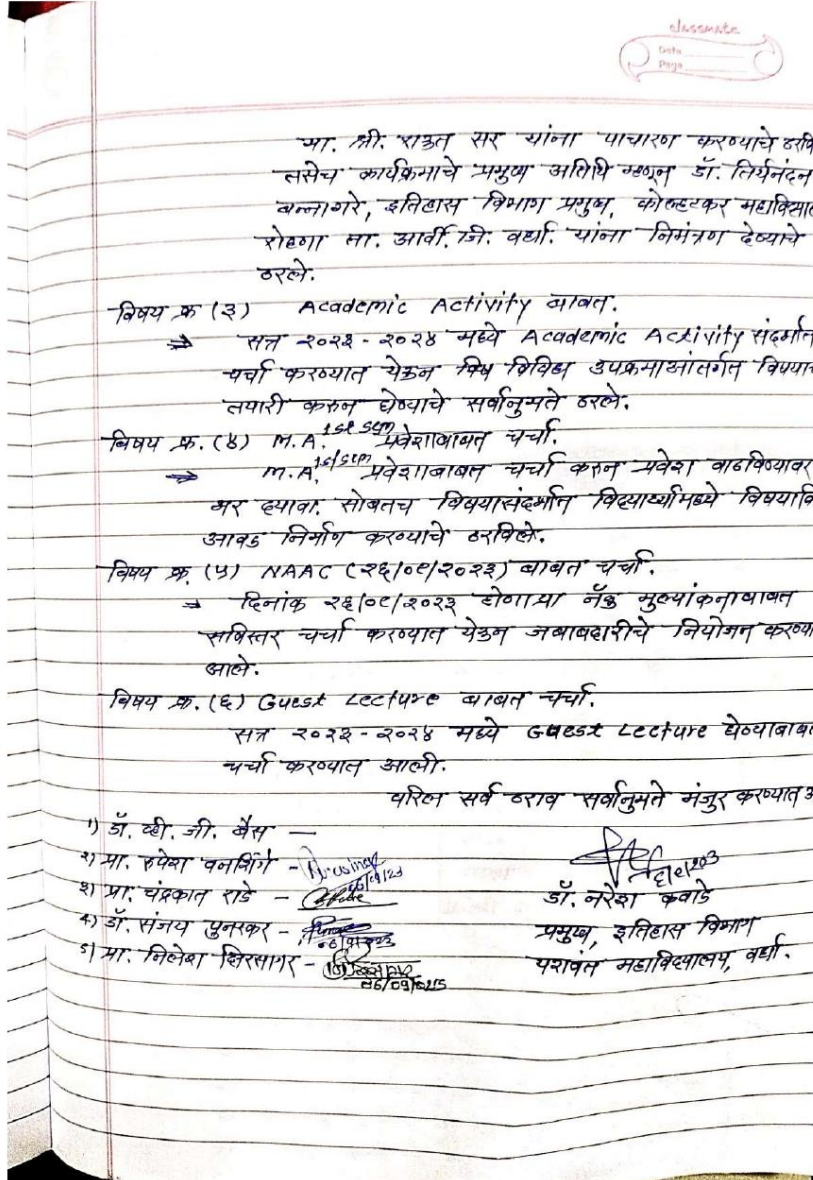 classmate
Date
Page
मा. श्री. राऊत सर यांना पाचारण करण्याचे ठरवि
तसेच कार्यक्रमाचे प्रमुख अतिथि म्हणून डॉ. तिर्थनंदन
बन्नागरे, इतिहास विभाग प्रमुख, कोल्हटकर महाविद्याल
रोहणा ता. आर्वी. जि. वर्धा. यांना निमंत्रण देण्याचे
ठरले.
विषय क्र (३) Academic Activity बाबत.
⇒ सत्र २०२३-२०२४ मध्ये Academic Activity संदर्भात
चर्चा करण्यात येऊन विविध उपक्रमाआंतर्गत विषयाच
तयारी करुन घेण्याचे सर्वानुमते ठरले.
विषय क्र. (४) M.A. 1st sem प्रवेशाबाबत चर्चा.
⇒ M.A. 1st sem प्रवेशाबाबत चर्चा करुन प्रवेश वाढविण्यावर
भर द्यावा. सोबतच विषयासंदर्भात विद्यार्थ्यामध्ये विषयावि
आवड निर्माण करण्याचे ठरविले.
विषय क्र. (५) NAAC (२६/०९/२०२३) बाबत चर्चा.
⇒ दिनांक २६/०९/२०२३ होणाऱ्या नॅक मुल्यांकनाबाबत
सविस्तर चर्चा करण्यात येऊन जबाबदारीचे नियोजन करण्या
आले.
विषय क्र. (६) Guest Lecture बाबत चर्चा.
सत्र २०२३-२०२४ मध्ये Guest Lecture घेण्याबाब
चर्चा करण्यात आली.
वरिल सर्व ठराव सर्वानुमते मंजुर करण्यात आ
१) डॉ. व्ही. जी. बैस —
२) प्रा. रुपेश वनशिंगे -
३) प्रा. चंद्रकात राडे -
४) डॉ. संजय पुनरकर -
५) प्रा. निलेश क्षिरसागर -
डॉ. नरेश कवाडे
प्रमुख, इतिहास विभाग
यशवंत महाविद्यालय, वर्धा.